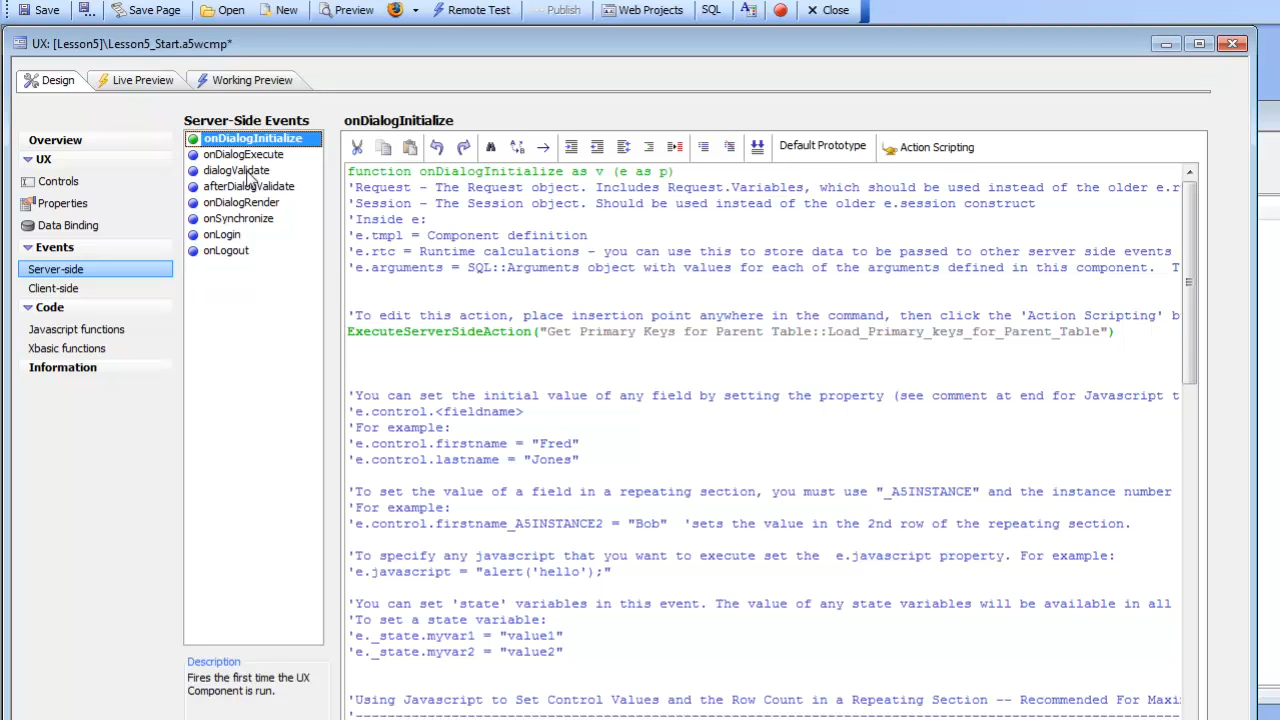 Save Save Page Open New Preview Remote Test Publish Web Projects SQL Close
UX: [Lesson5]\Lesson5_Start.a5wcmp*
Design Live Preview Working Preview
Overview
UX
Controls
Properties
Data Binding
Events
Server-side
Client-side
Code
Javascript functions
Xbasic functions
Information
Server-Side Events
onDialogInitialize
onDialogExecute
dialogValidate
afterDialogValidate
onDialogRender
onSynchronize
onLogin
onLogout
Description
Fires the first time the UX
Component is run.
onDialogInitialize
Default Prototype Action Scripting
function onDialogInitialize as v (e as p)
'Request - The Request object. Includes Request.Variables, which should be used instead of the older e.r
'Session - The Session object. Should be used instead of the older e.session construct
'Inside e:
'e.tmpl = Component definition
'e.rtc = Runtime calculations - you can use this to store data to be passed to other server side events
'e.arguments = SQL::Arguments object with values for each of the arguments defined in this component. T
'To edit this action, place insertion point anywhere in the command, then click the 'Action Scripting' b
ExecuteServerSideAction("Get Primary Keys for Parent Table::Load_Primary_keys_for_Parent_Table")
'You can set the initial value of any field by setting the property (see comment at end for Javascript t
'e.control.<fieldname>
'For example:
'e.control.firstname = "Fred"
'e.control.lastname = "Jones"
'To set the value of a field in a repeating section, you must use "_A5INSTANCE" and the instance number
'For example:
'e.control.firstname_A5INSTANCE2 = "Bob" 'sets the value in the 2nd row of the repeating section.
'To specify any javascript that you want to execute set the e.javascript property. For example:
'e.javascript = "alert('hello');"
'You can set 'state' variables in this event. The value of any state variables will be available in all
'To set a state variable:
'e._state.myvar1 = "value1"
'e._state.myvar2 = "value2"
'Using Javascript to Set Control Values and the Row Count in a Repeating Section -- Recommended For Maxi